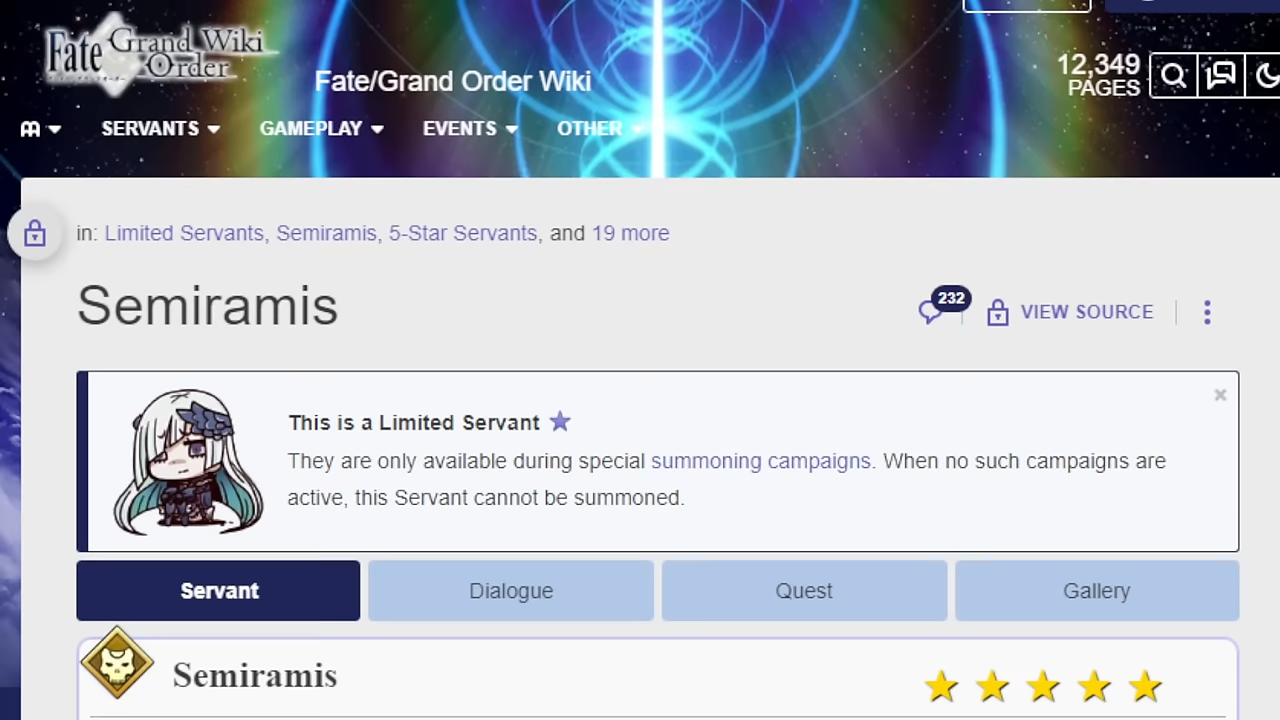 Fate Grand Wiki
Order
Fate/Grand Order Wiki
12,349
PAGES
SERVANTS
GAMEPLAY
EVENTS
OTHER
in: Limited Servants, Semiramis, 5-Star Servants, and 19 more
Semiramis
232
VIEW SOURCE
This is a Limited Servant
They are only available during special summoning campaigns. When no such campaigns are
active, this Servant cannot be summoned.
Servant
Dialogue
Quest
Gallery
Semiramis